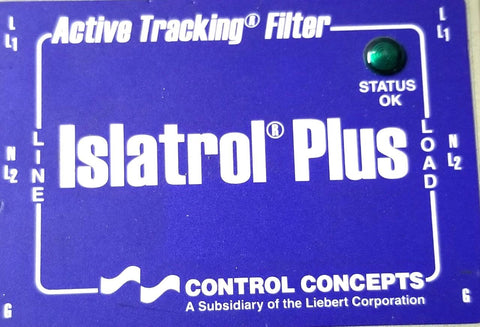 Active Tracking® Filter
L
L1
L
L1
STATUS
OK
Islatrol® Plus
N
L2
LINE
LOAD
N
L2
CONTROL CONCEPTS
A Subsidiary of the Liebert Corporation
G
G